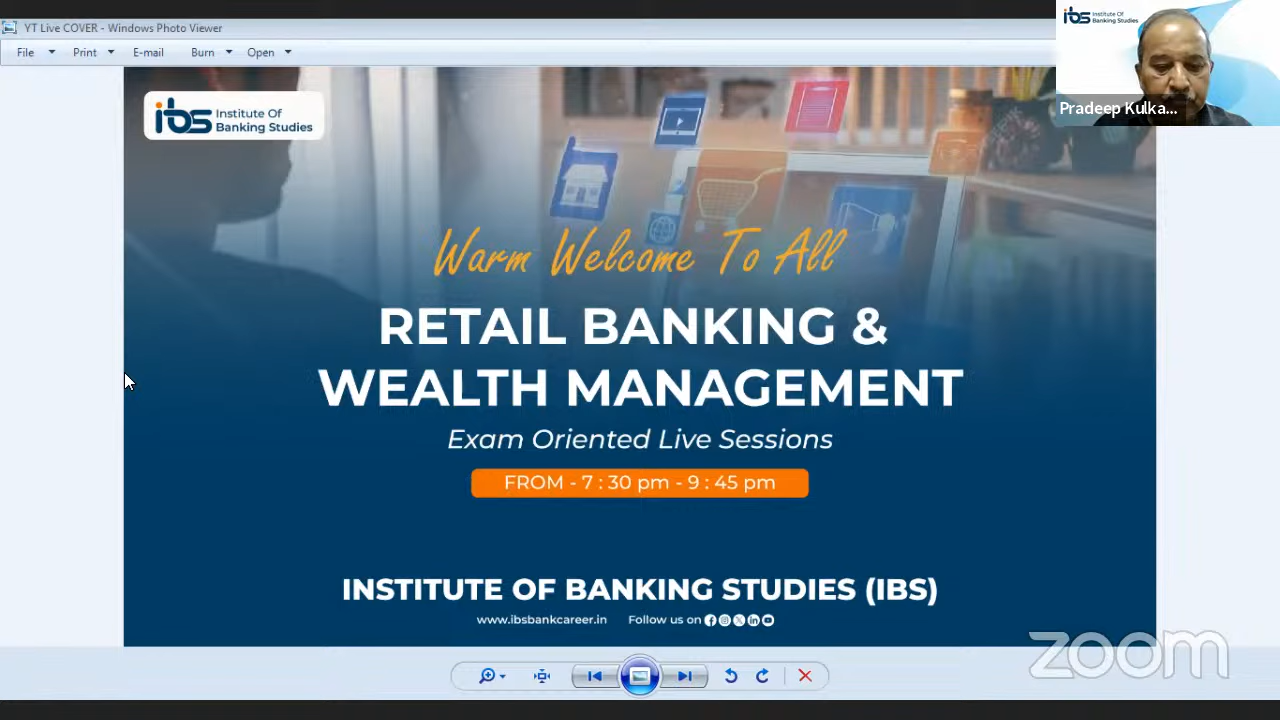 YT Live COVER - Windows Photo Viewer
File Print E-mail Burn Open
ibs Institute Of
Banking Studies
Pradeep Kulka...
ibs Institute Of
Banking Studies
Warm Welcome To All
RETAIL BANKING &
WEALTH MANAGEMENT
Exam Oriented Live Sessions
FROM - 7 : 30 pm - 9 : 45 pm
INSTITUTE OF BANKING STUDIES (IBS)
www.ibsbankcareer.in Follow us on
zoom